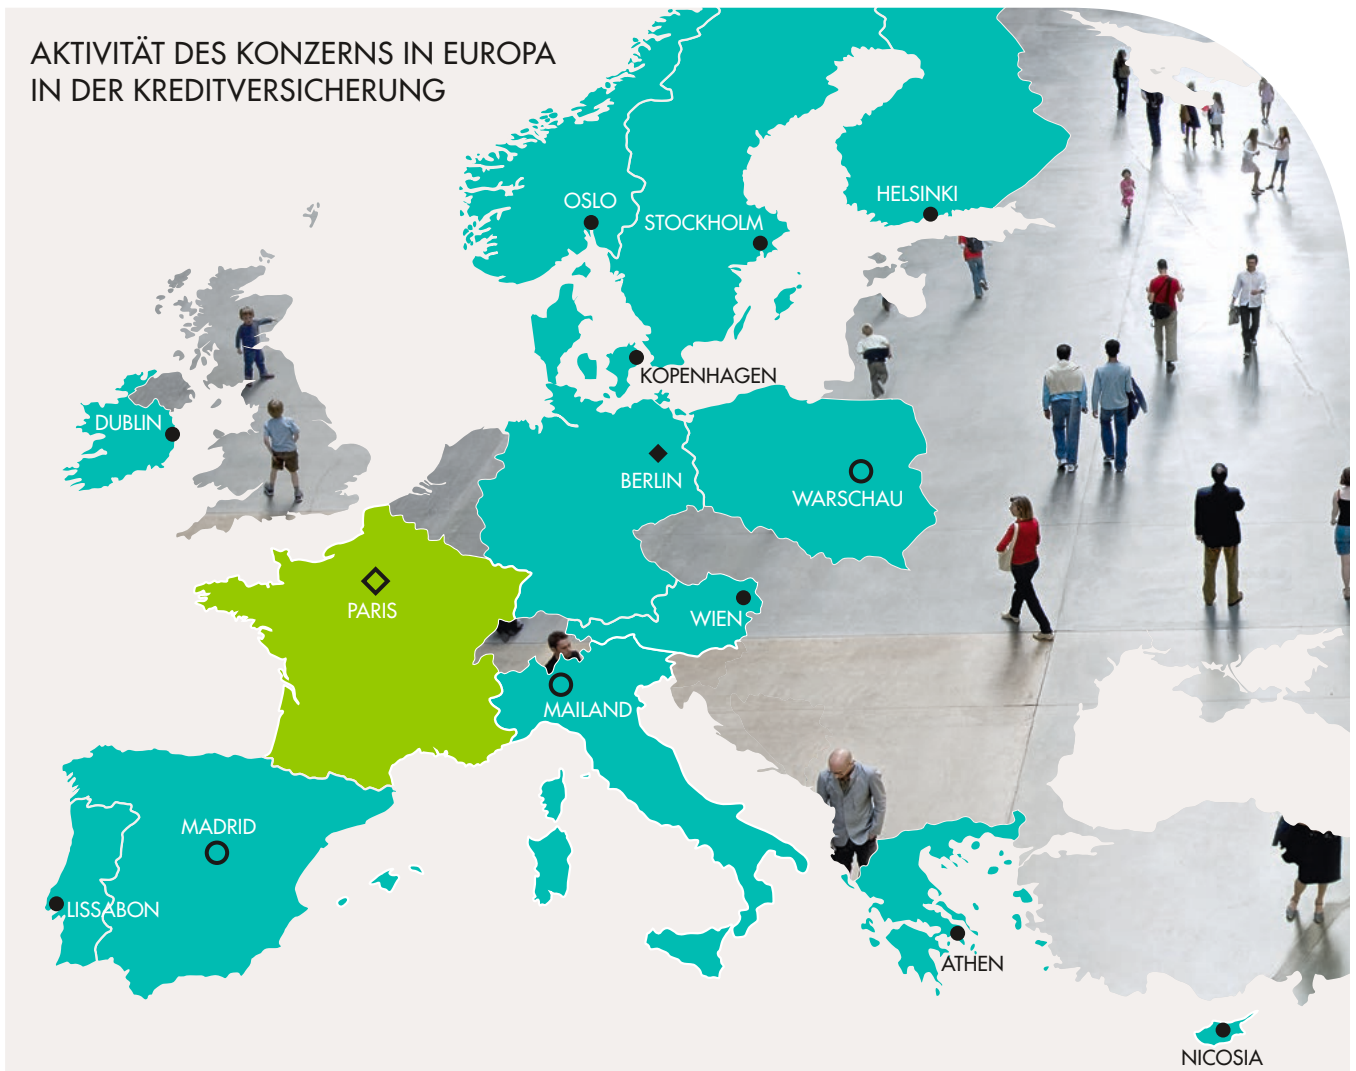 AKTIVITÄT DES KONZERNS IN EUROPA
IN DER KREDITVERSICHERUNG
OSLO
STOCKHOLM
HELSINKI
KOPENHAGEN
DUBLIN
BERLIN
WARSCHAU
PARIS
WIEN
MAILAND
MADRID
LISSABON
ATHEN
NICOSIA